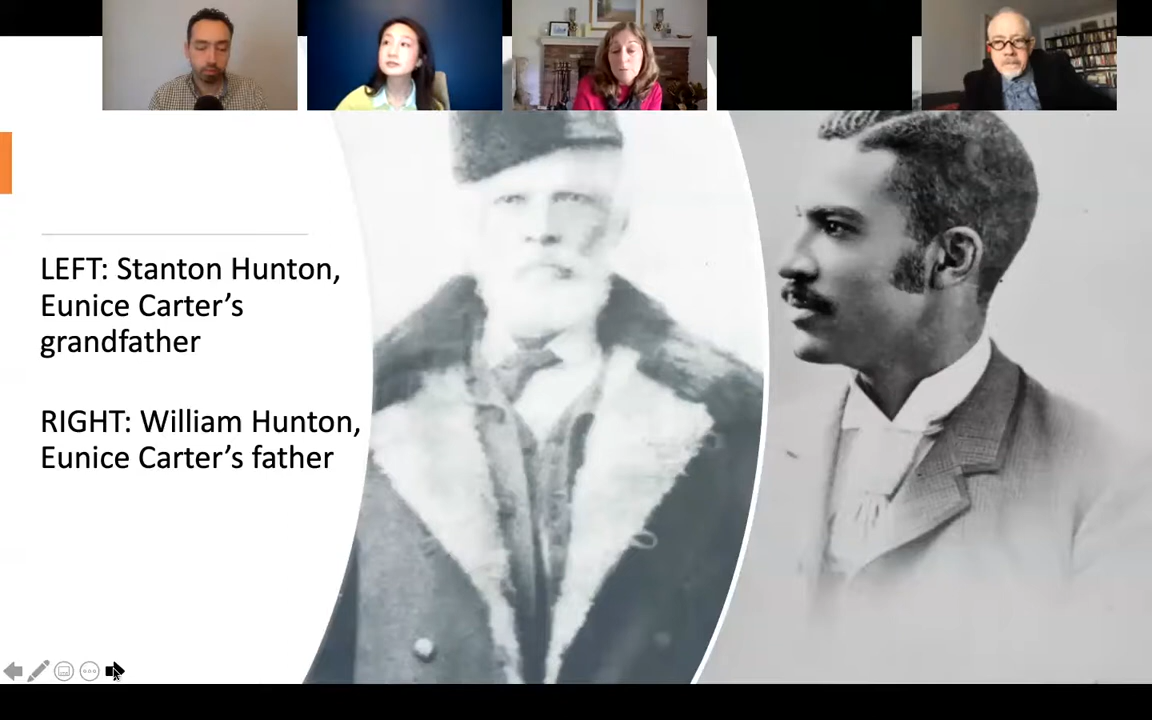 LEFT: Stanton Hunton,
Eunice Carter’s
grandfather
RIGHT: William Hunton,
Eunice Carter’s father